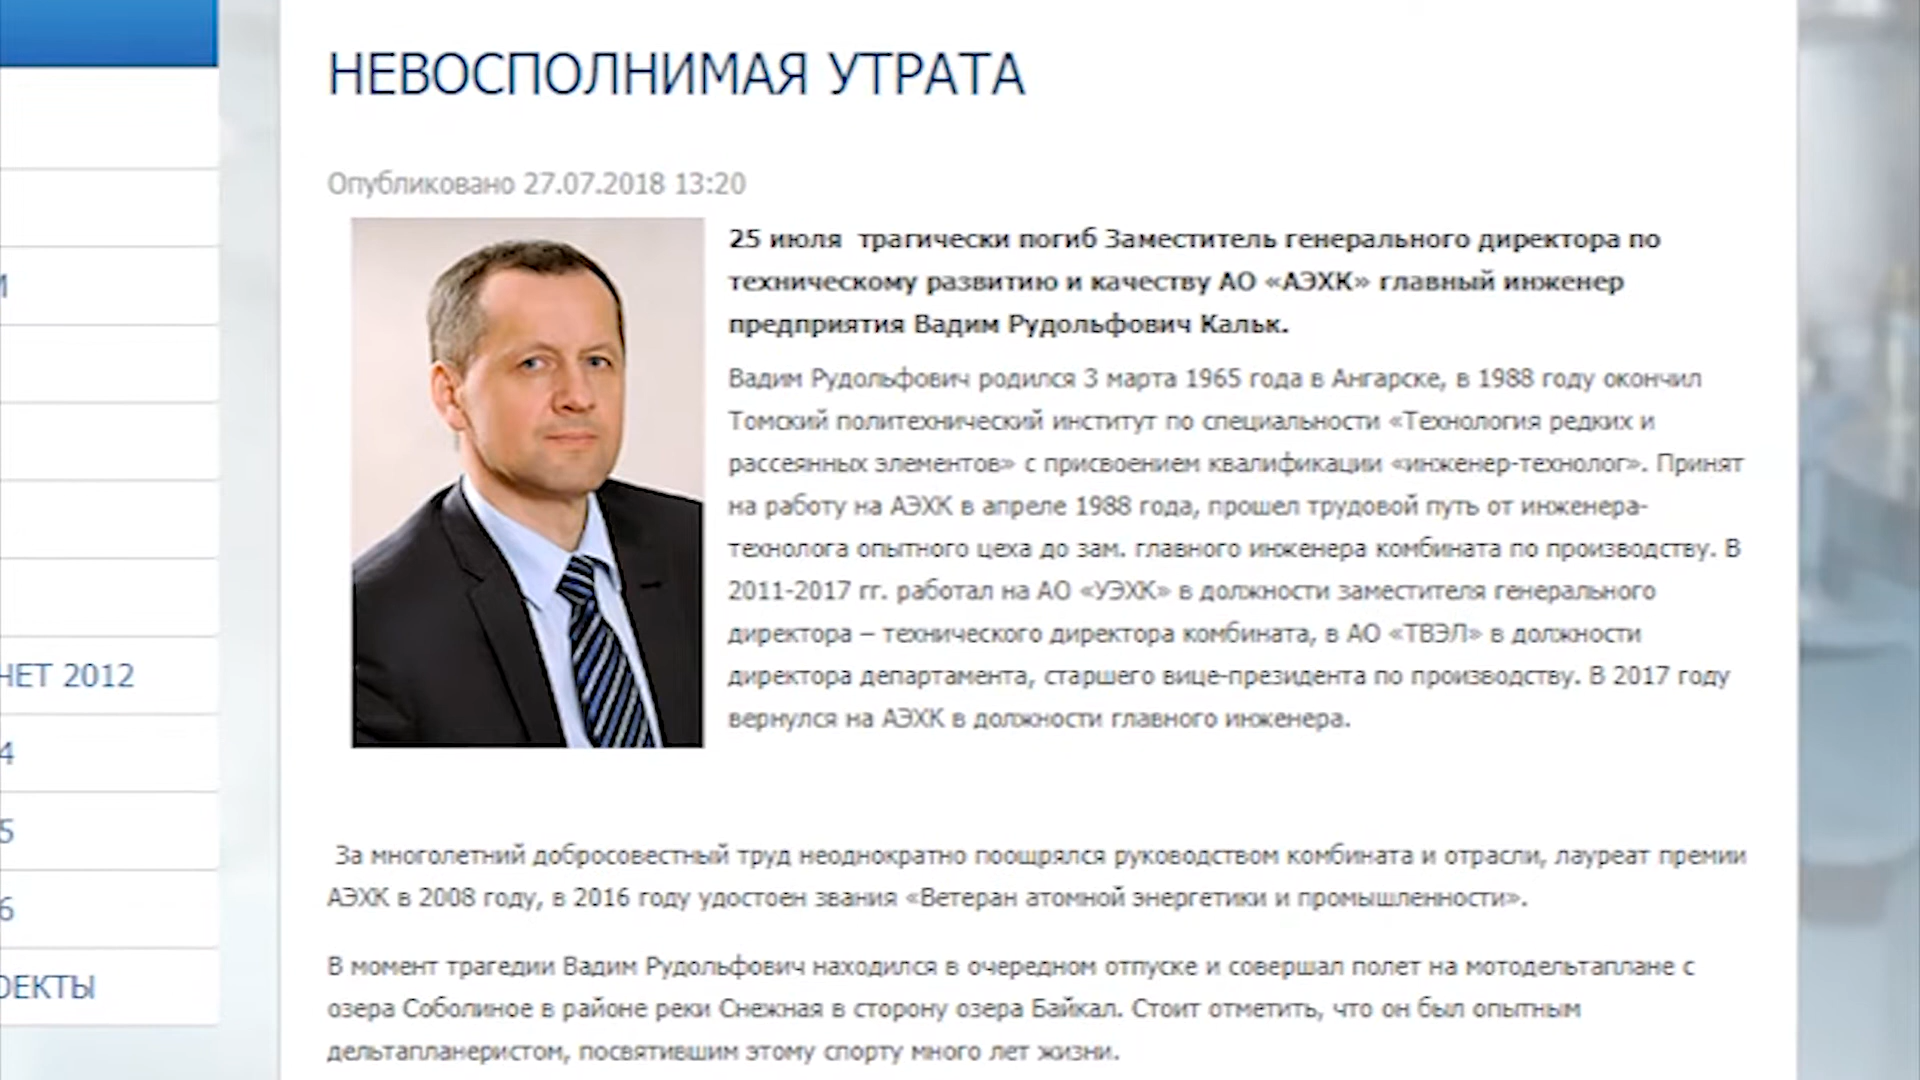 НЕВОСПОЛНИМАЯ УТРАТА
Опубликовано 27.07.2018 13:20
25 июля трагически погиб Заместитель генерального директора по
техническому развитию и качеству АО «АЭХК» главный инженер
предприятия Вадим Рудольфович Кальк.
Вадим Рудольфович родился 3 марта 1965 года в Ангарске, в 1988 году окончил
Томский политехнический институт по специальности «Технология редких и
рассеянных элементов» с присвоением квалификации «инженер-технолог». Принят
на работу на АЭХК в апреле 1988 года, прошел трудовой путь от инженера-
технолога опытного цеха до зам. главного инженера комбината по производству. В
2011-2017 гг. работал на АО «УЭХК» в должности заместителя генерального
директора – технического директора комбината, в АО «ТВЭЛ» в должности
директора департамента, старшего вице-президента по производству. В 2017 году
вернулся на АЭХК в должности главного инженера.
За многолетний добросовестный труд неоднократно поощрялся руководством комбината и отрасли, лауреат премии
АЭХК в 2008 году, в 2016 году удостоен звания «Ветеран атомной энергетики и промышленности».
В момент трагедии Вадим Рудольфович находился в очередном отпуске и совершал полет на мотодельтаплане с
озера Соболиное в районе реки Снежная в сторону озера Байкал. Стоит отметить, что он был опытным
дельтапланеристом, посвятившим этому спорту много лет жизни.
ЧЕТ 2012
4
5
6
ОЕКТЫ